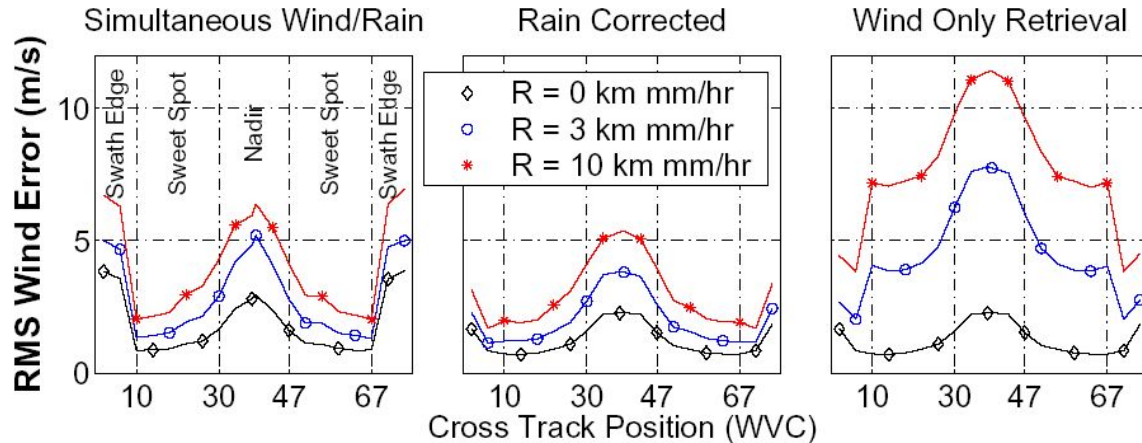 Simultaneous Wind/Rain
Rain Corrected
Wind Only Retrieval
RMS Wind Error (m/s)
10
5
0
Swath Edge
Sweet Spot
Nadir
Sweet Spot
Swath Edge
R = 0 km mm/hr
R = 3 km mm/hr
R = 10 km mm/hr
10 30 47 67
10 30 47 67
10 30 47 67
Cross Track Position (WVC)